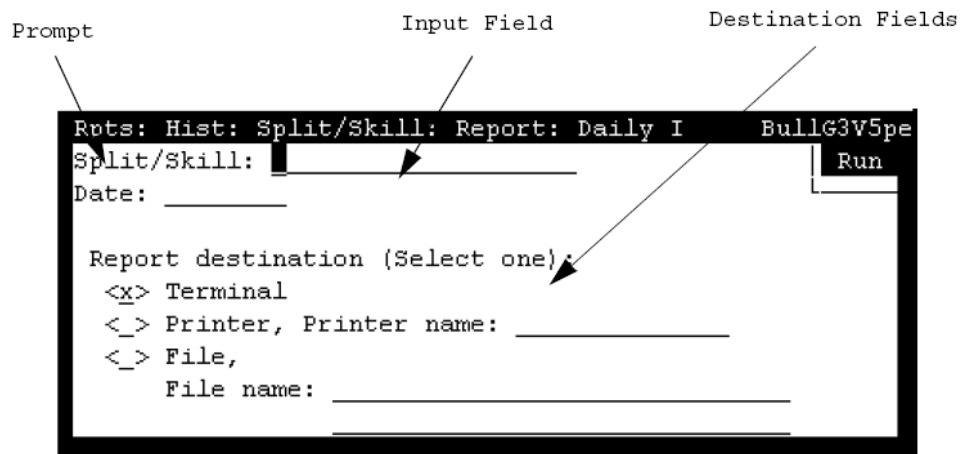 Prompt
Input Field
Destination Fields
Rpts: Hist: Split/Skill: Report: Daily I BullG3V5pe
Split/Skill: Run
Date:
Report destination (Select one):
<x> Terminal
<_> Printer, Printer name:
<_> File,
File name: